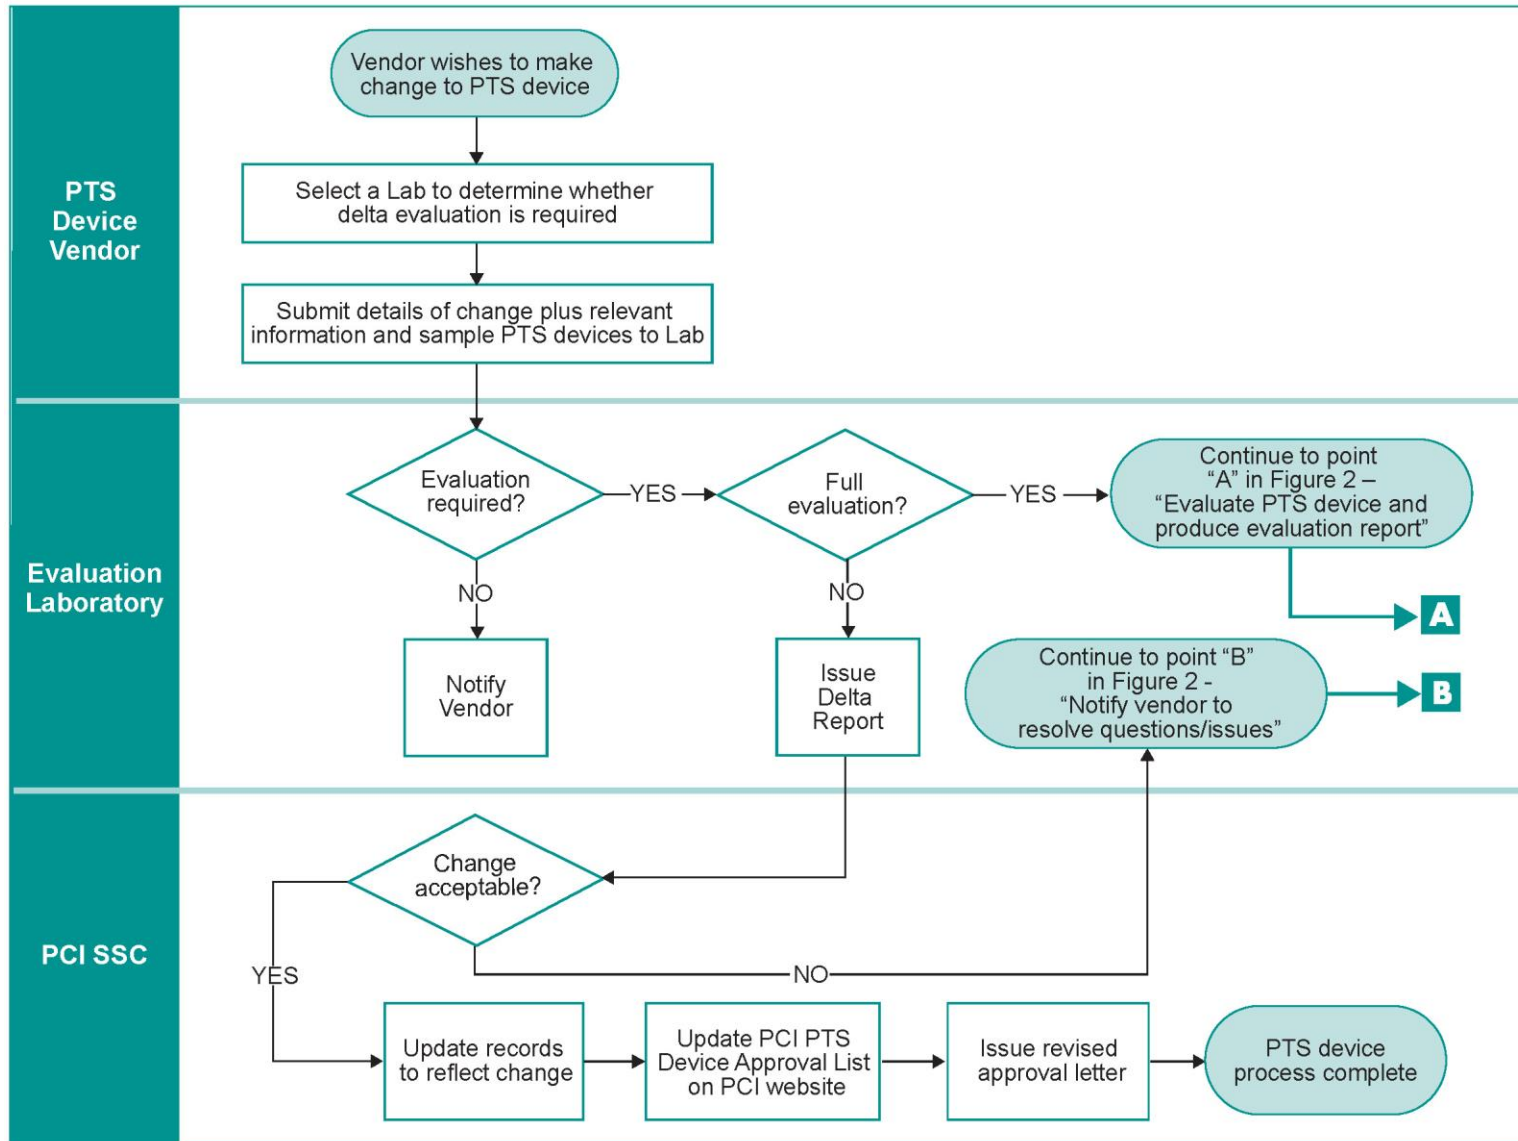 PTS
Device
Vendor
Vendor wishes to make
change to PTS device
Select a Lab to determine whether
delta evaluation is required
Submit details of change plus relevant
information and sample PTS devices to Lab
Evaluation
Laboratory
Evaluation
required?
YES
Full
evaluation?
YES
Continue to point
“A” in Figure 2 –
“Evaluate PTS device and
produce evaluation report”
NO
NO
A
Notify
Vendor
Issue
Delta
Report
Continue to point “B”
in Figure 2 -
“Notify vendor to
resolve questions/issues”
B
PCI SSC
Change
acceptable?
YES
NO
Update records
to reflect change
Update PCI PTS
Device Approval List
on PCI website
Issue revised
approval letter
PTS device
process complete